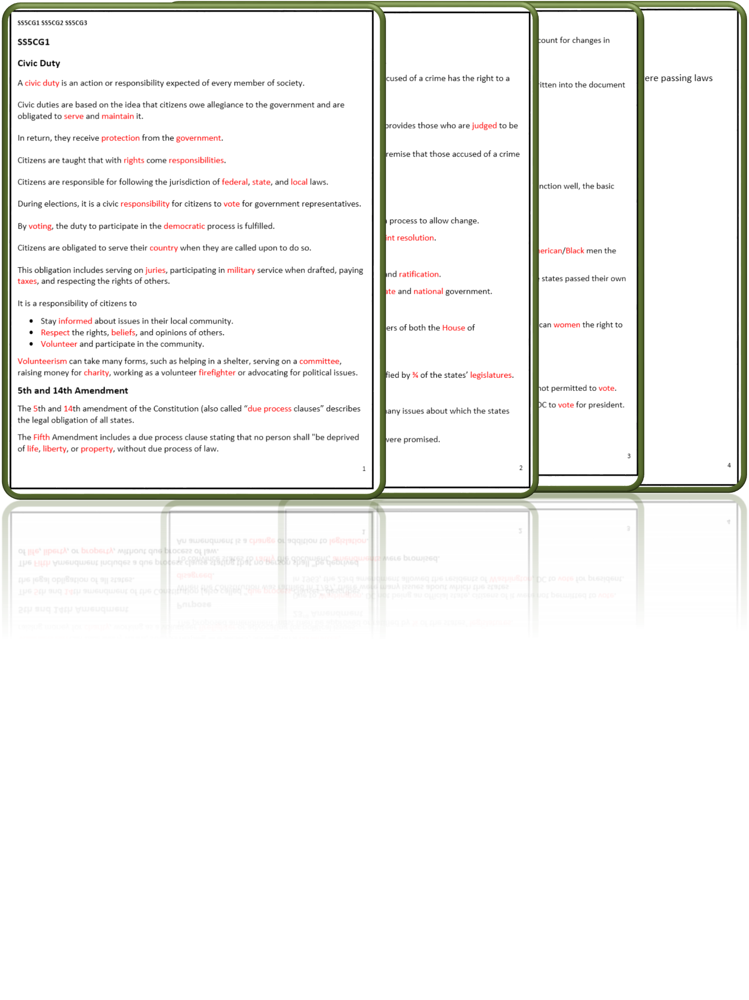 SS5CG1 SS5CG2 SS5CG3
SS5CG1
Civic Duty
A civic duty is an action or responsibility expected of every member of society.
Civic duties are based on the idea that citizens owe allegiance to the government and are
obligated to serve and maintain it.
In return, they receive protection from the government.
Citizens are taught that with rights come responsibilities.
Citizens are responsible for following the jurisdiction of federal, state, and local laws.
During elections, it is a civic responsibility for citizens to vote for government representatives.
By voting, the duty to participate in the democratic process is fulfilled.
Citizens are obligated to serve their country when they are called upon to do so.
This obligation includes serving on juries, participating in military service when drafted, paying
taxes, and respecting the rights of others.
It is a responsibility of citizens to
• Stay informed about issues in their local community.
• Respect the rights, beliefs, and opinions of others.
• Volunteer and participate in the community.
Volunteerism can take many forms, such as helping in a shelter, serving on a committee,
raising money for charity, working as a volunteer firefighter or advocating for political issues.
5th and 14th Amendment
The 5th and 14th amendment of the Constitution (also called “due process clauses” describes
the legal obligation of all states.
The Fifth Amendment includes a due process clause stating that no person shall "be deprived
of life, liberty, or property, without due process of law.
1
cused of a crime has the right to a
provides those who are judged to be
remise that those accused of a crime
process to allow change.
int resolution.
and ratification.
ate and national government.
ers of both the House of
fied by ¾ of the states’ legislatures.
any issues about which the states
were promised.
2
count for changes in
ritten into the document
nction well, the basic
nerican/Black men the
states passed their own
can women the right to
not permitted to vote.
DC to vote for president.
3
ere passing laws
4